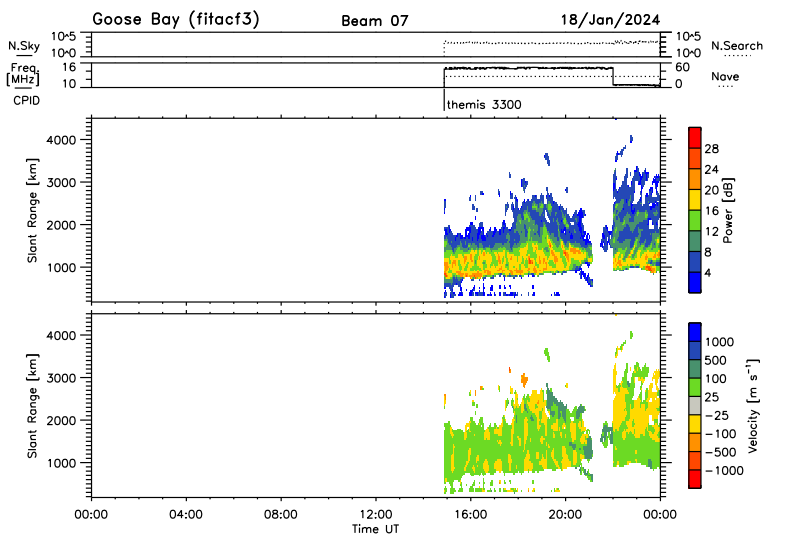 Goose Bay (fitacf3) Beam 07 18/Jan/2024
N.Sky 10^5 10^0 10^5 10^0 N.Search
Freq. [MHz] 16 10 60 0 Nave
CPID themis 3300
Slant Range [km]
4000
3000
2000
1000
28
24
20
16
12
8
4
Power [dB]
Slant Range [km]
4000
3000
2000
1000
1000
500
100
25
−25
−100
−500
−1000
Velocity [m s⁻¹]
00:00 04:00 08:00 12:00 16:00 20:00 00:00
Time UT